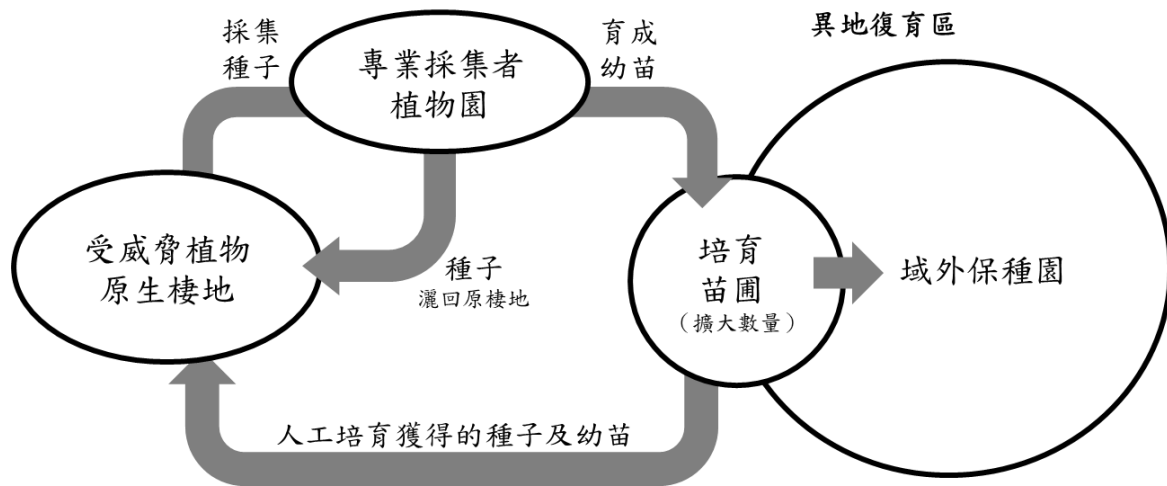 採集
種子
專業採集者
植物園
育成
幼苗
異地復育區
受威脅植物
原生棲地
種子
灑回原棲地
培育
苗圃
（擴大數量）
域外保種園
人工培育獲得的種子及幼苗